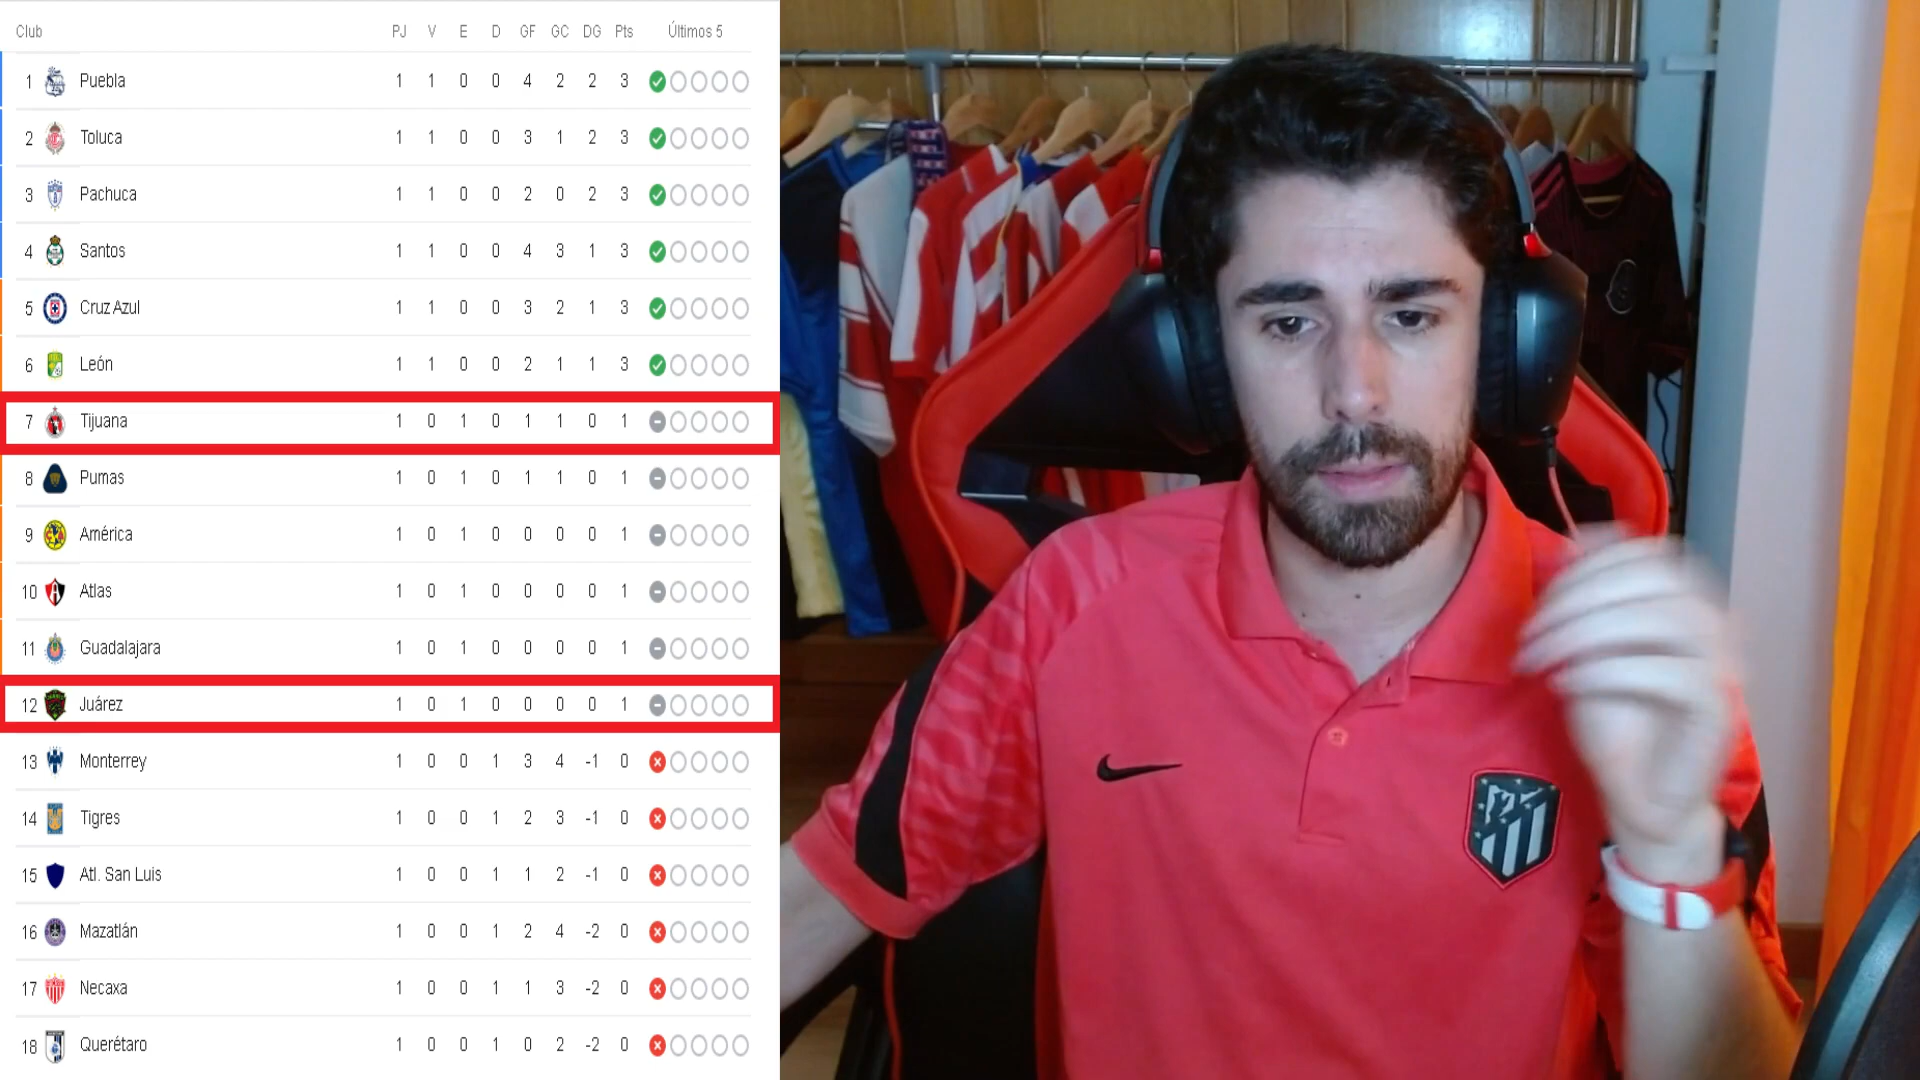 Club PJ V E D GF GC DG Pts Últimos 5
1 Puebla 1 1 0 0 4 2 2 3
2 Toluca 1 1 0 0 3 1 2 3
3 Pachuca 1 1 0 0 2 0 2 3
4 Santos 1 1 0 0 4 3 1 3
5 Cruz Azul 1 1 0 0 3 2 1 3
6 León 1 1 0 0 2 1 1 3
7 Tijuana 1 0 1 0 1 1 0 1
8 Pumas 1 0 1 0 1 1 0 1
9 América 1 0 1 0 0 0 0 1
10 Atlas 1 0 1 0 0 0 0 1
11 Guadalajara 1 0 1 0 0 0 0 1
12 Juárez 1 0 1 0 0 0 0 1
13 Monterrey 1 0 0 1 3 4 -1 0
14 Tigres 1 0 0 1 2 3 -1 0
15 Atl. San Luis 1 0 0 1 1 2 -1 0
16 Mazatlán 1 0 0 1 2 4 -2 0
17 Necaxa 1 0 0 1 1 3 -2 0
18 Querétaro 1 0 0 1 0 2 -2 0